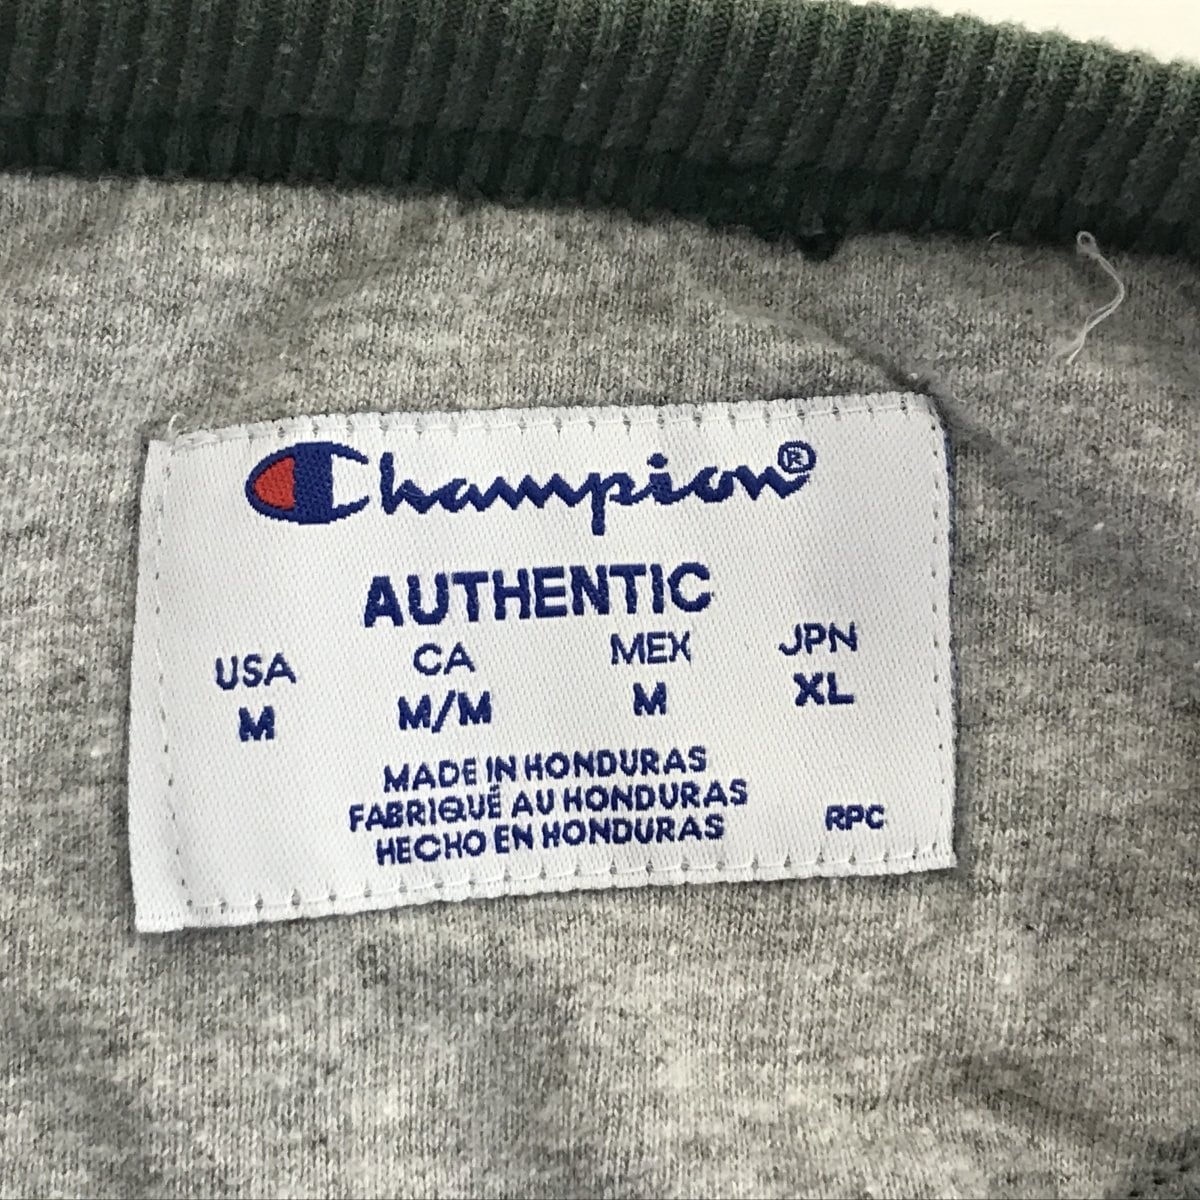 Champion®
AUTHENTIC
USA CA MEX JPN
M M/M M XL
MADE IN HONDURAS
FABRIQUÉ AU HONDURAS
HECHO EN HONDURAS
RPC